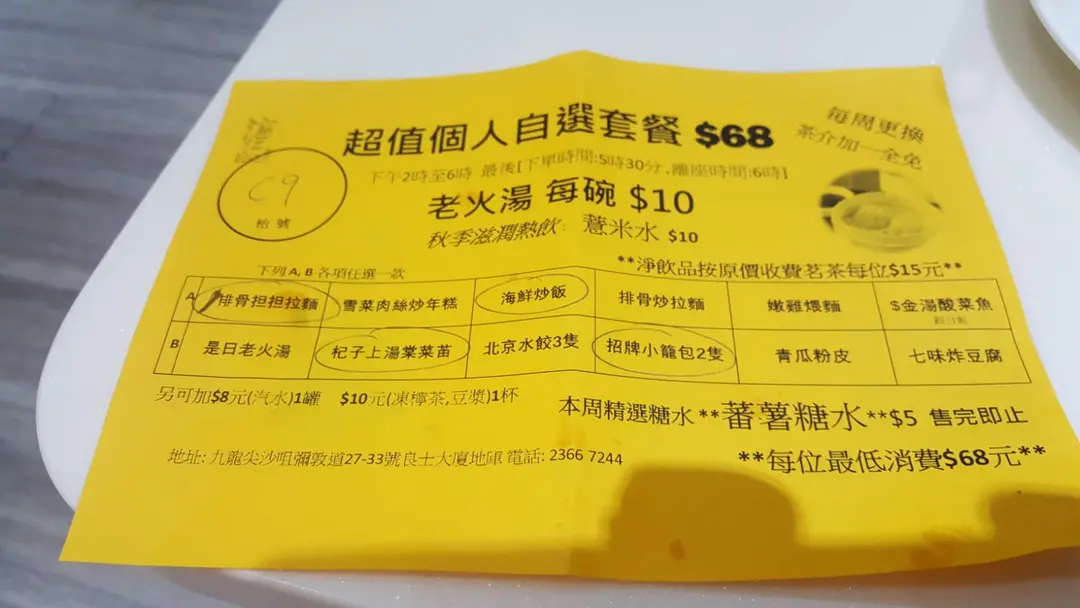 超值個人自選套餐 $68
每周更換
茶介加一全免
下午2時至6時 最後[下單時間:5時30分,離座時間:6時]
C9
枱號
老火湯 每碗 $10
秋季滋潤熱飲: 薏米水 $10
**淨飲品按原價收費茗茶每位$15元**
下列A, B 各項任選一款
A 排骨担担拉麵 雪菜肉絲炒年糕 海鮮炒飯 排骨炒拉麵 嫩雞煨麵 $金湯酸菜魚
B 是日老火湯 杞子上湯棠菜苗 北京水餃3隻 招牌小籠包2隻 青瓜粉皮 七味炸豆腐
另可加$8元(汽水)1罐 $10元(凍檸茶,豆漿)1杯
本周精選糖水**蕃薯糖水**$5 售完即止
地址: 九龍尖沙咀彌敦道27-33號良士大廈地庫 電話: 2366 7244
**每位最低消費$68元**